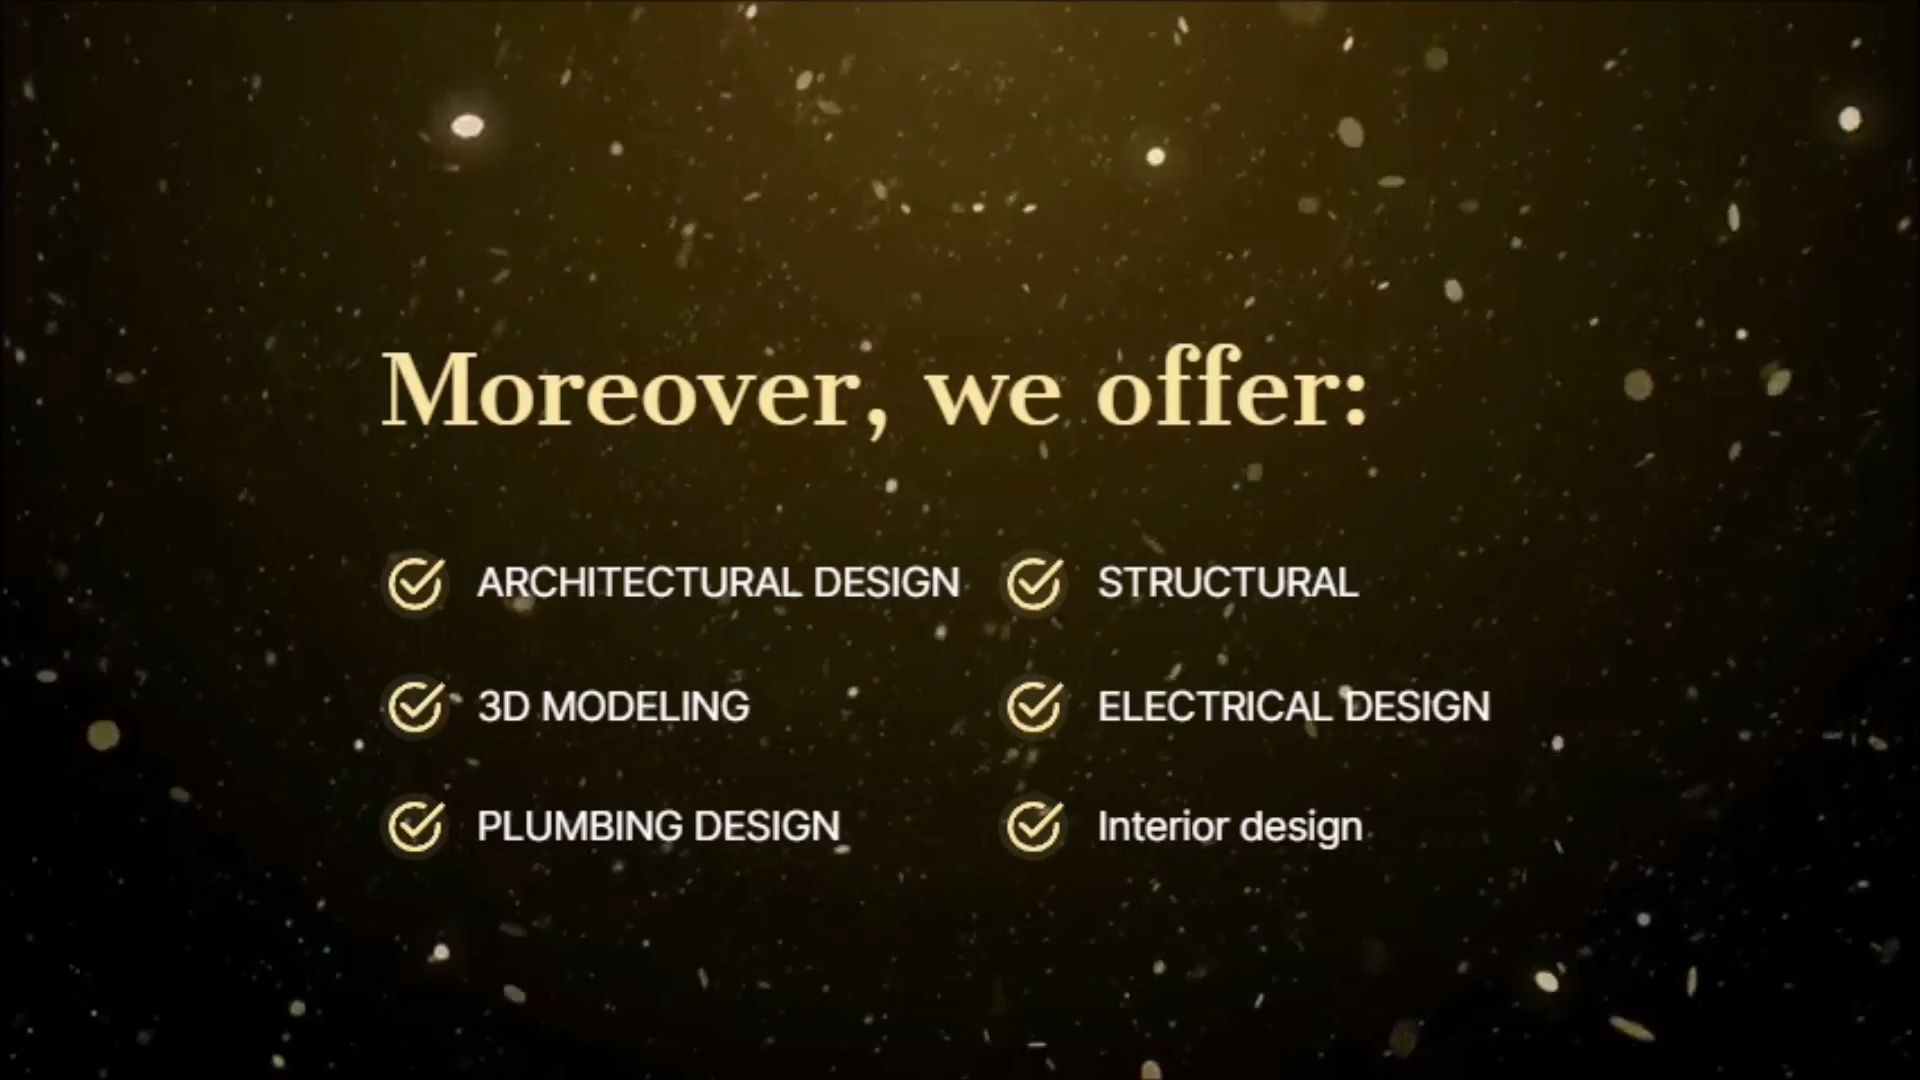 Moreover, we offer:
ARCHITECTURAL DESIGN
STRUCTURAL
3D MODELING
ELECTRICAL DESIGN
PLUMBING DESIGN
Interior design